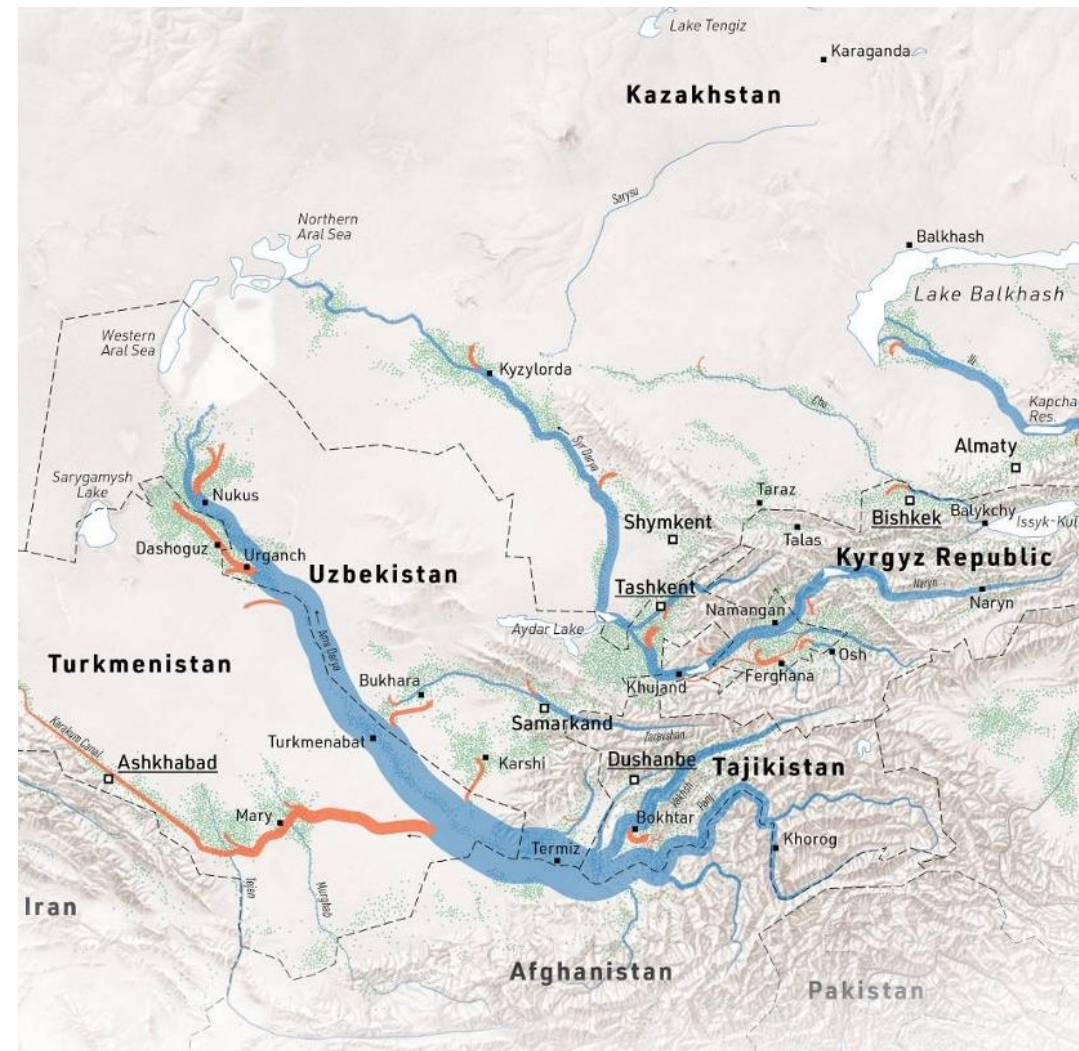 Lake Tengiz
Karaganda
Kazakhstan
Sarysu
Northern
Aral Sea
Balkhash
Lake Balkhash
Western
Aral Sea
Kyzylorda
Ili
Kapcha
Res.
Chu
Syr Darya
Almaty
Sarygamysh
Lake
Nukus
Taraz
Bishkek
Balykchy
Issyk-Kul
Shymkent
Talas
Dashoguz
Urganch
Kyrgyz Republic
Uzbekistan
Tashkent
Naryn
Namangan
Naryn
Aydar Lake
Amu Darya
Turkmenistan
Osh
Ferghana
Khujand
Bukhara
Samarkand
Zaravshan
Turkmenabat
Karakum Canal
Ashkhabad
Karshi
Dushanbe
Tajikistan
Vakhsh
Panj
Mary
Bokhtar
Khorog
Termiz
Tejen
Murghab
Iran
Afghanistan
Pakistan